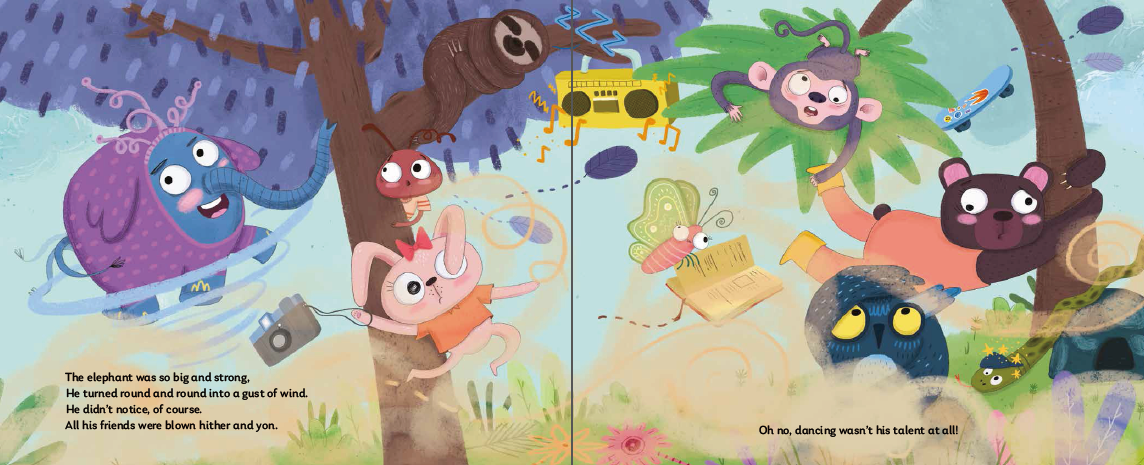 ZZZ
The elephant was so big and strong,
He turned round and round into a gust of wind.
He didn't notice, of course.
All his friends were blown hither and yon.
Oh no, dancing wasn't his talent at all!